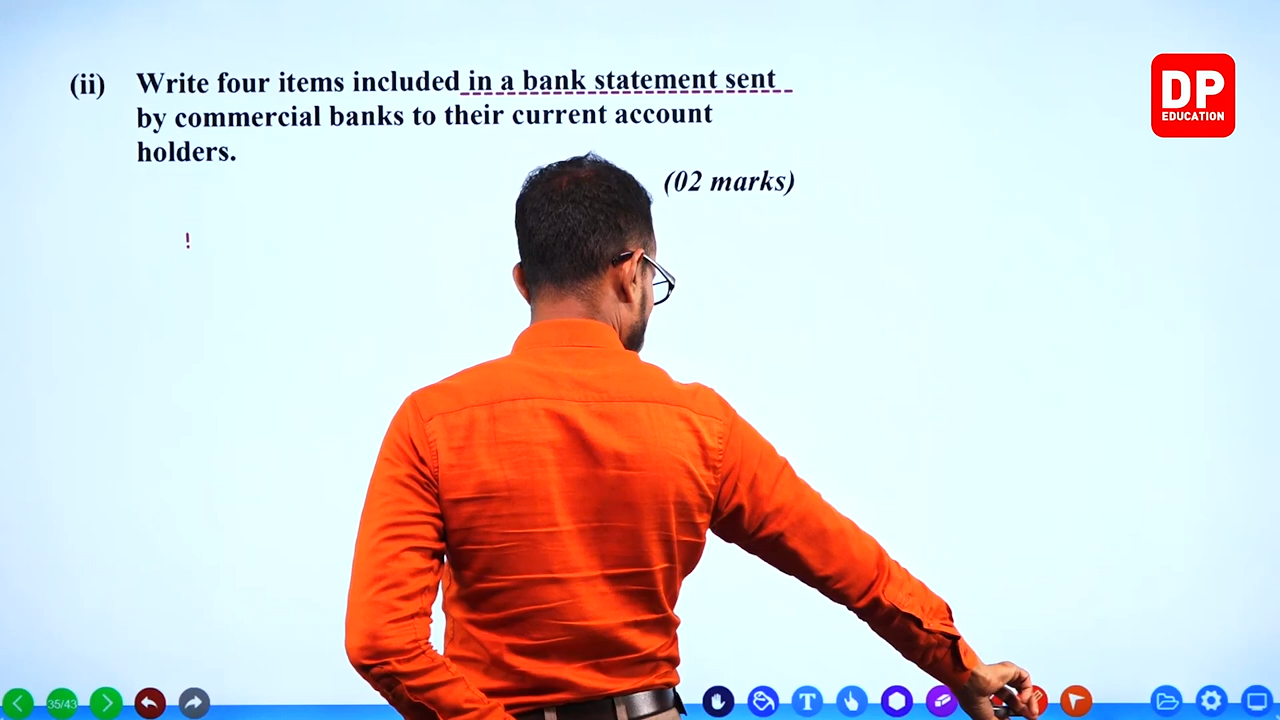 (ii) Write four items included in a bank statement sent
by commercial banks to their current account
holders.
(02 marks)
!
DP
EDUCATION
35/43
T